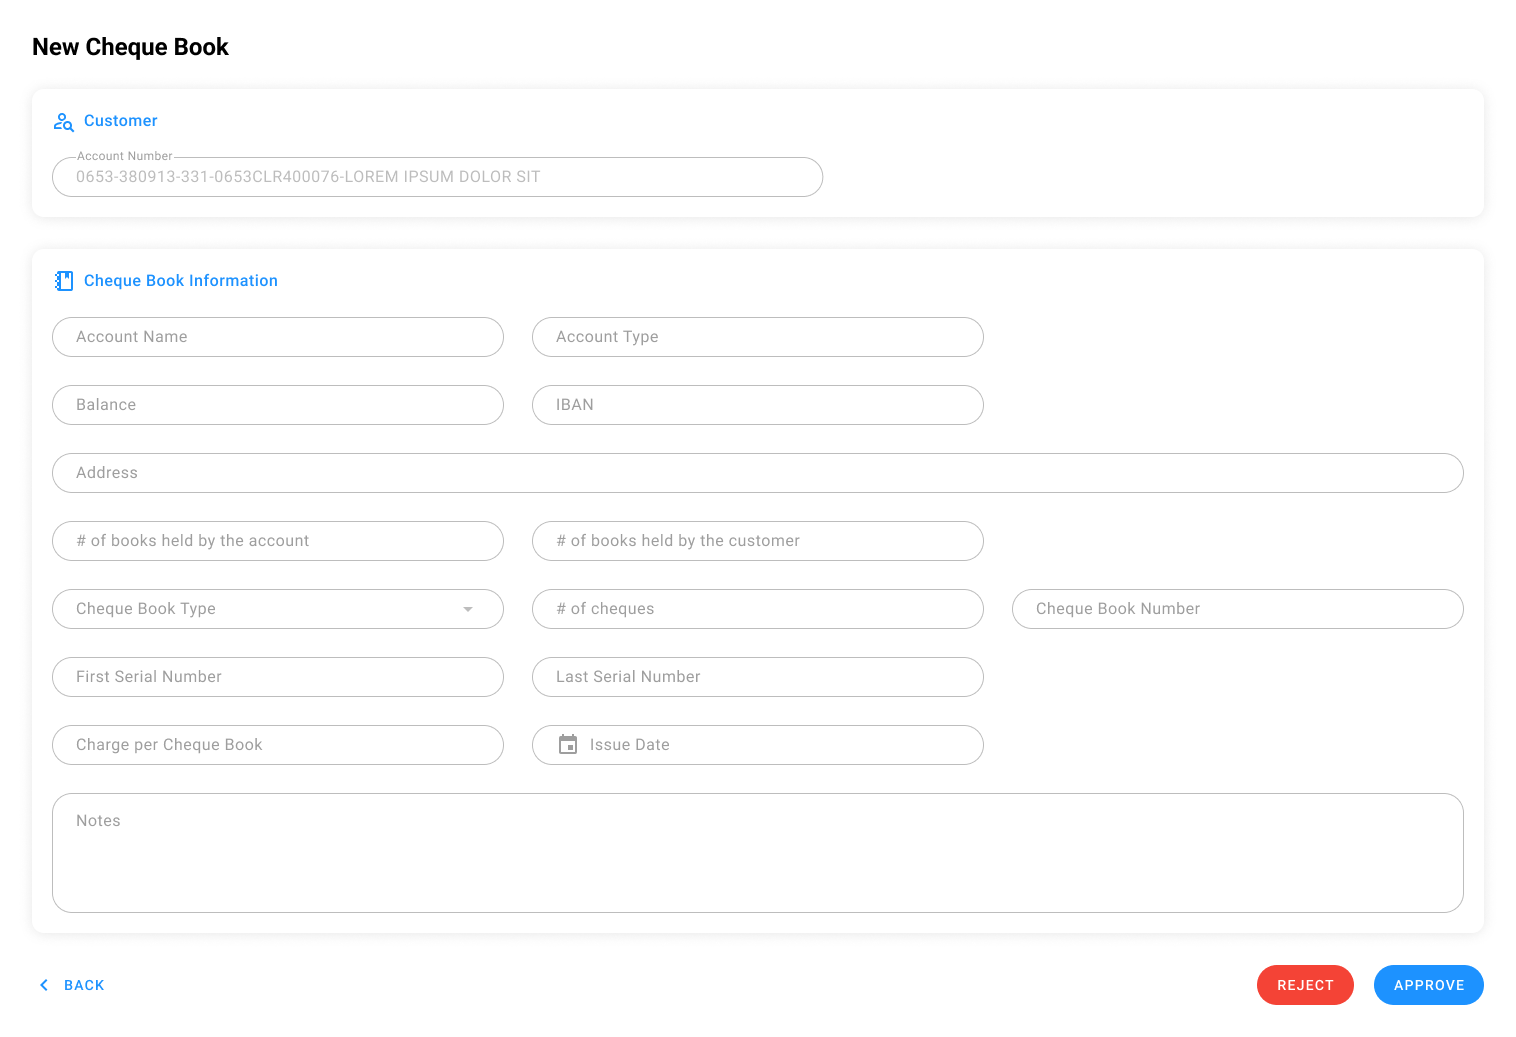 New Cheque Book
Customer
Account Number
0653-380913-331-0653CLR400076-LOREM IPSUM DOLOR SIT
Cheque Book Information
Account Name
Account Type
Balance
IBAN
Address
# of books held by the account
# of books held by the customer
Cheque Book Type
# of cheques
Cheque Book Number
First Serial Number
Last Serial Number
Charge per Cheque Book
Issue Date
Notes
BACK
REJECT
APPROVE